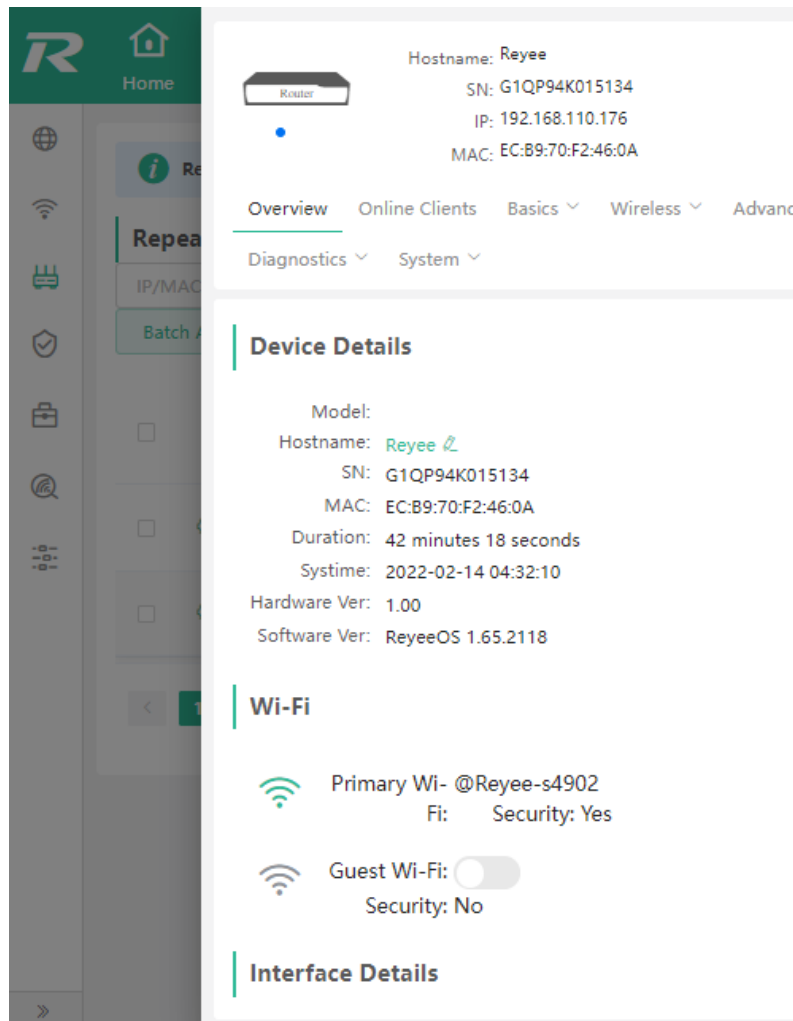 R
Home
Re
Repea
IP/MAC
Batch A
1
Router
Hostname: Reyee
SN: G1QP94K015134
IP: 192.168.110.176
MAC: EC:B9:70:F2:46:0A
Overview Online Clients Basics Wireless Advanc
Diagnostics System
Device Details
Model:
Hostname: Reyee
SN: G1QP94K015134
MAC: EC:B9:70:F2:46:0A
Duration: 42 minutes 18 seconds
Systime: 2022-02-14 04:32:10
Hardware Ver: 1.00
Software Ver: ReyeeOS 1.65.2118
Wi-Fi
Primary Wi- @Reyee-s4902
Fi: Security: Yes
Guest Wi-Fi:
Security: No
Interface Details